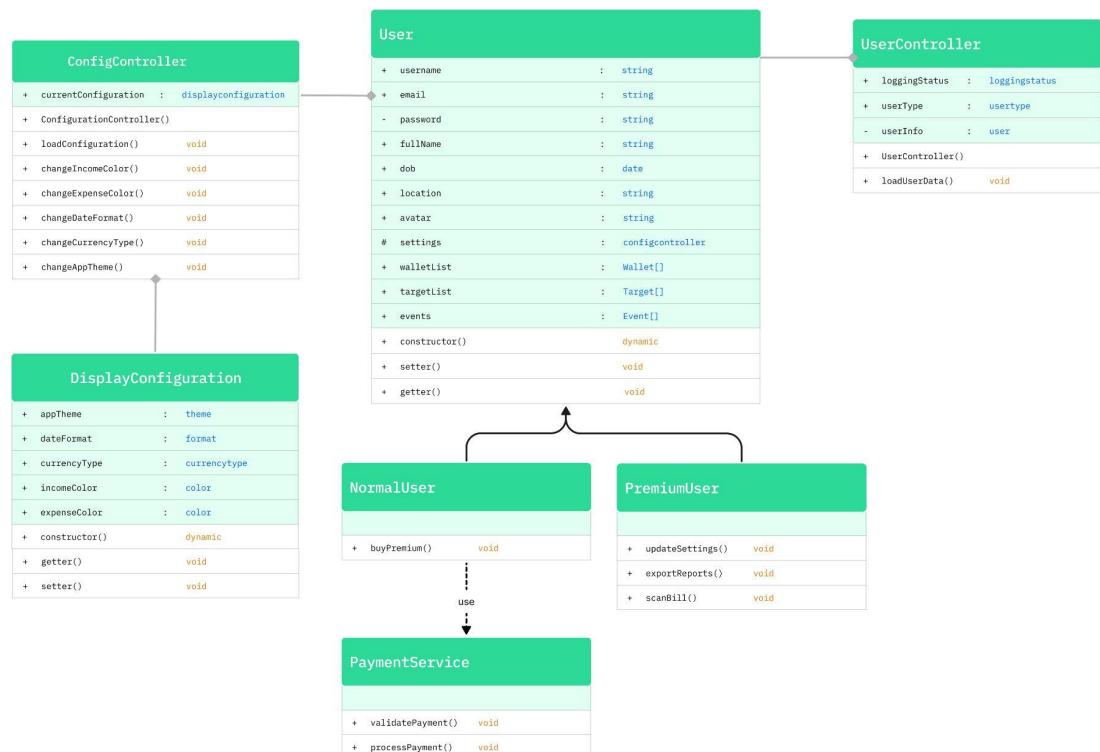 ConfigController
+ currentConfiguration : displayconfiguration
+ ConfigurationController()
+ loadConfiguration() void
+ changeIncomeColor() void
+ changeExpenseColor() void
+ changeDateFormat() void
+ changeCurrencyType() void
+ changeAppTheme() void
User
+ username : string
+ email : string
- password : string
+ fullName : string
+ dob : date
+ location : string
+ avatar : string
# settings : configcontroller
+ walletList : Wallet[]
+ targetList : Target[]
+ events : Event[]
+ constructor() dynamic
+ setter() void
+ getter() void
UserController
+ loggingStatus : loggingstatus
+ userType : usertype
- userInfo : user
+ UserController()
+ loadUserData() void
DisplayConfiguration
+ appTheme : theme
+ dateFormat : format
+ currencyType : currencytype
+ incomeColor : color
+ expenseColor : color
+ constructor() dynamic
+ getter() void
+ setter() void
NormalUser
+ buyPremium() void
PremiumUser
+ updateSettings() void
+ exportReports() void
+ scanBill() void
use
PaymentService
+ validatePayment() void
+ processPayment() void